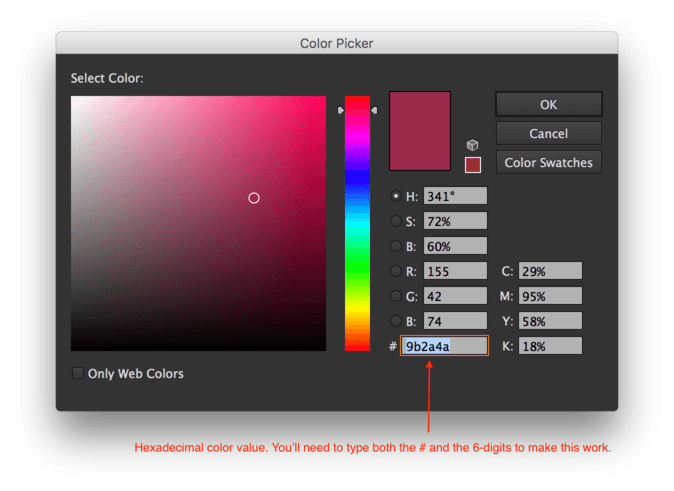 Color Picker
Select Color:
OK
Cancel
Color Swatches
H: 341°
S: 72%
B: 60%
R: 155 C: 29%
G: 42 M: 95%
B: 74 Y: 58%
# 9b2a4a K: 18%
Only Web Colors
Hexadecimal color value. You'll need to type both the # and the 6-digits to make this work.